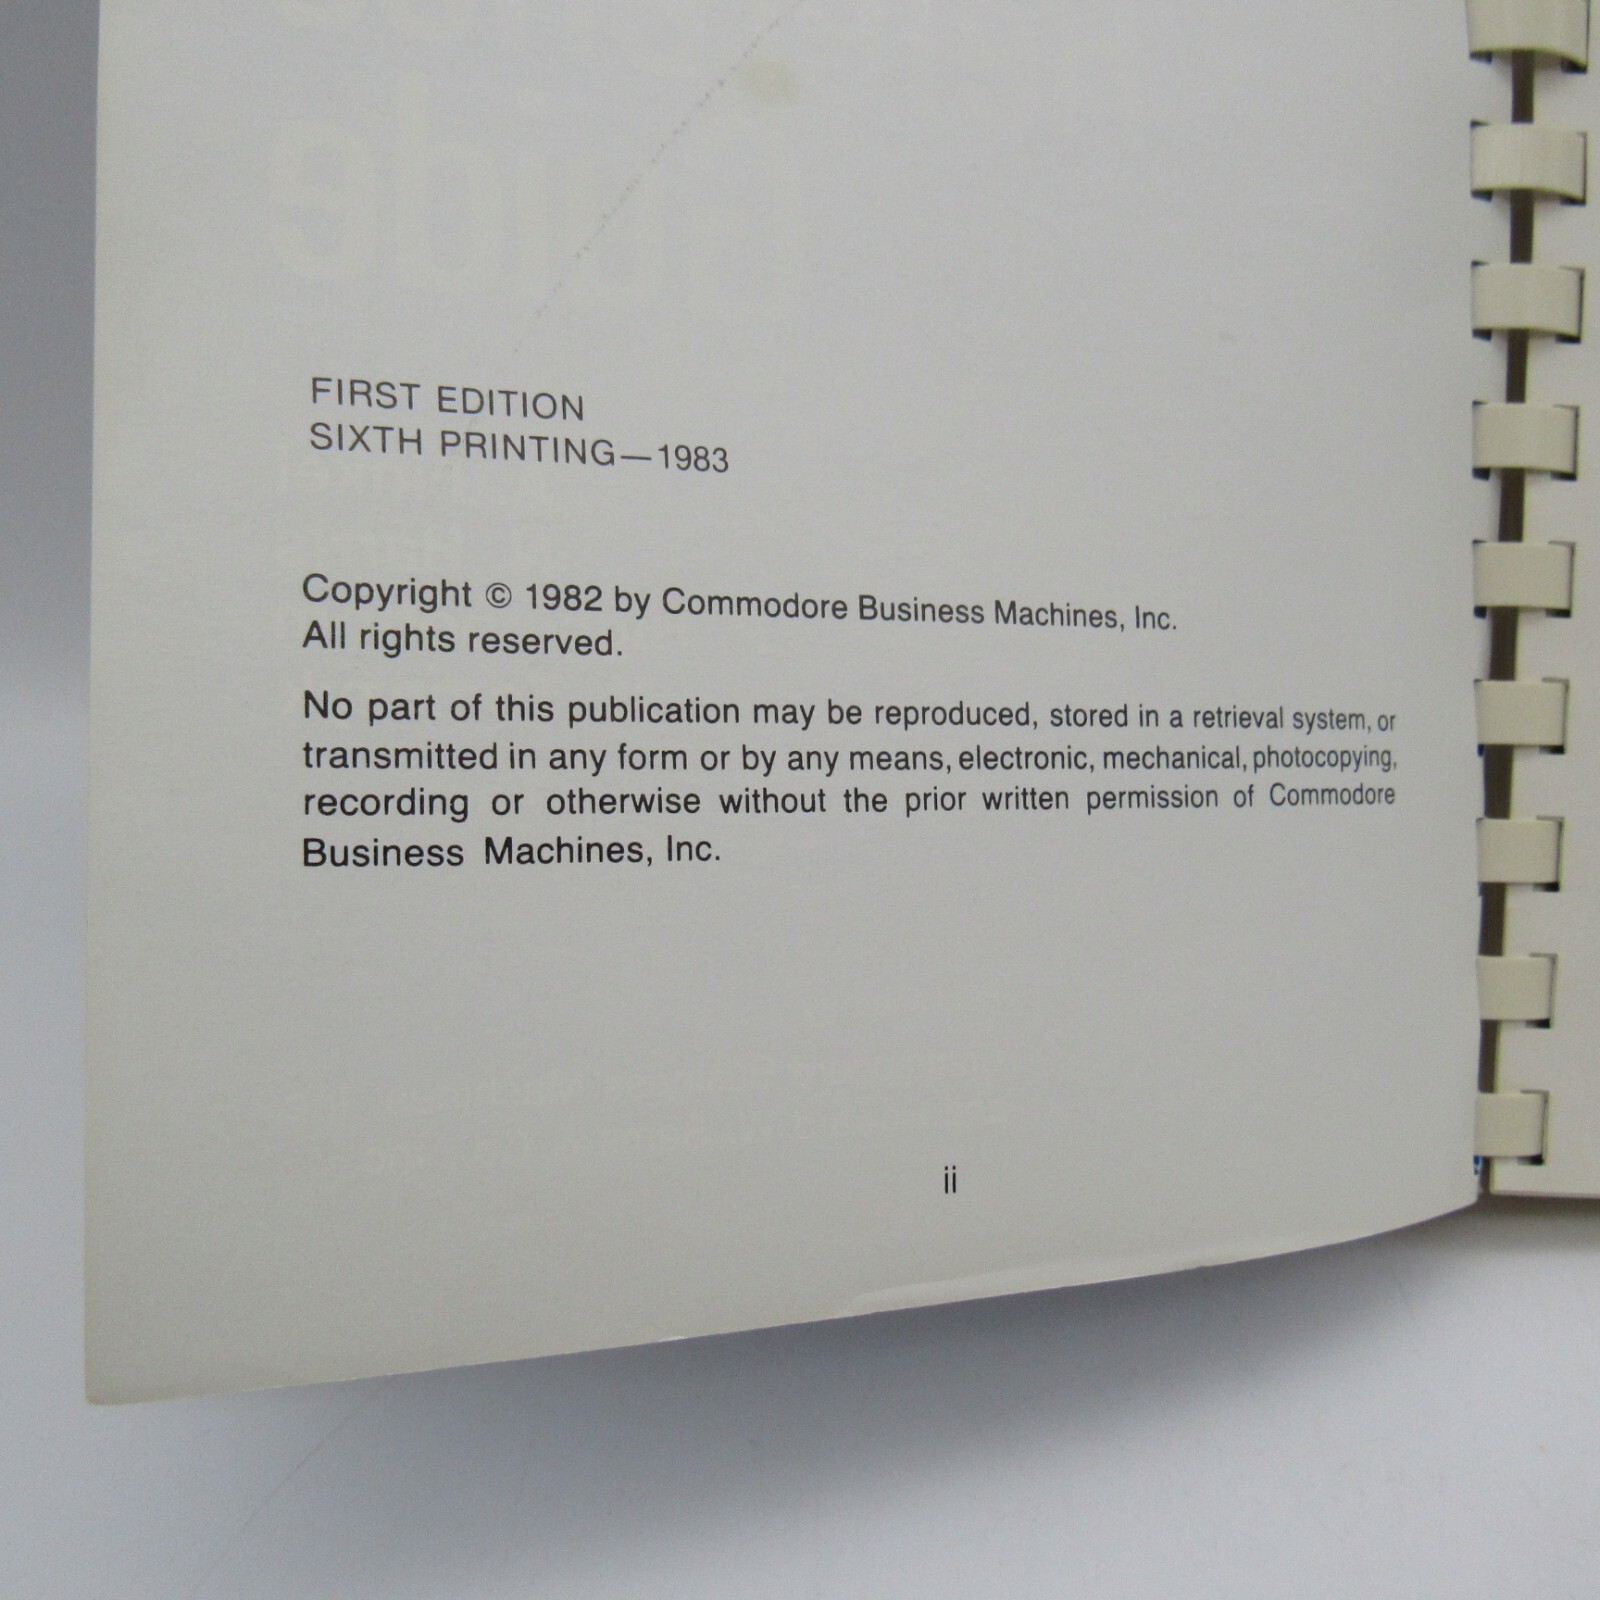 FIRST EDITION
SIXTH PRINTING—1983
Copyright © 1982 by Commodore Business Machines, Inc.
All rights reserved.
No part of this publication may be reproduced, stored in a retrieval system, or
transmitted in any form or by any means, electronic, mechanical, photocopying,
recording or otherwise without the prior written permission of Commodore
Business Machines, Inc.
ii